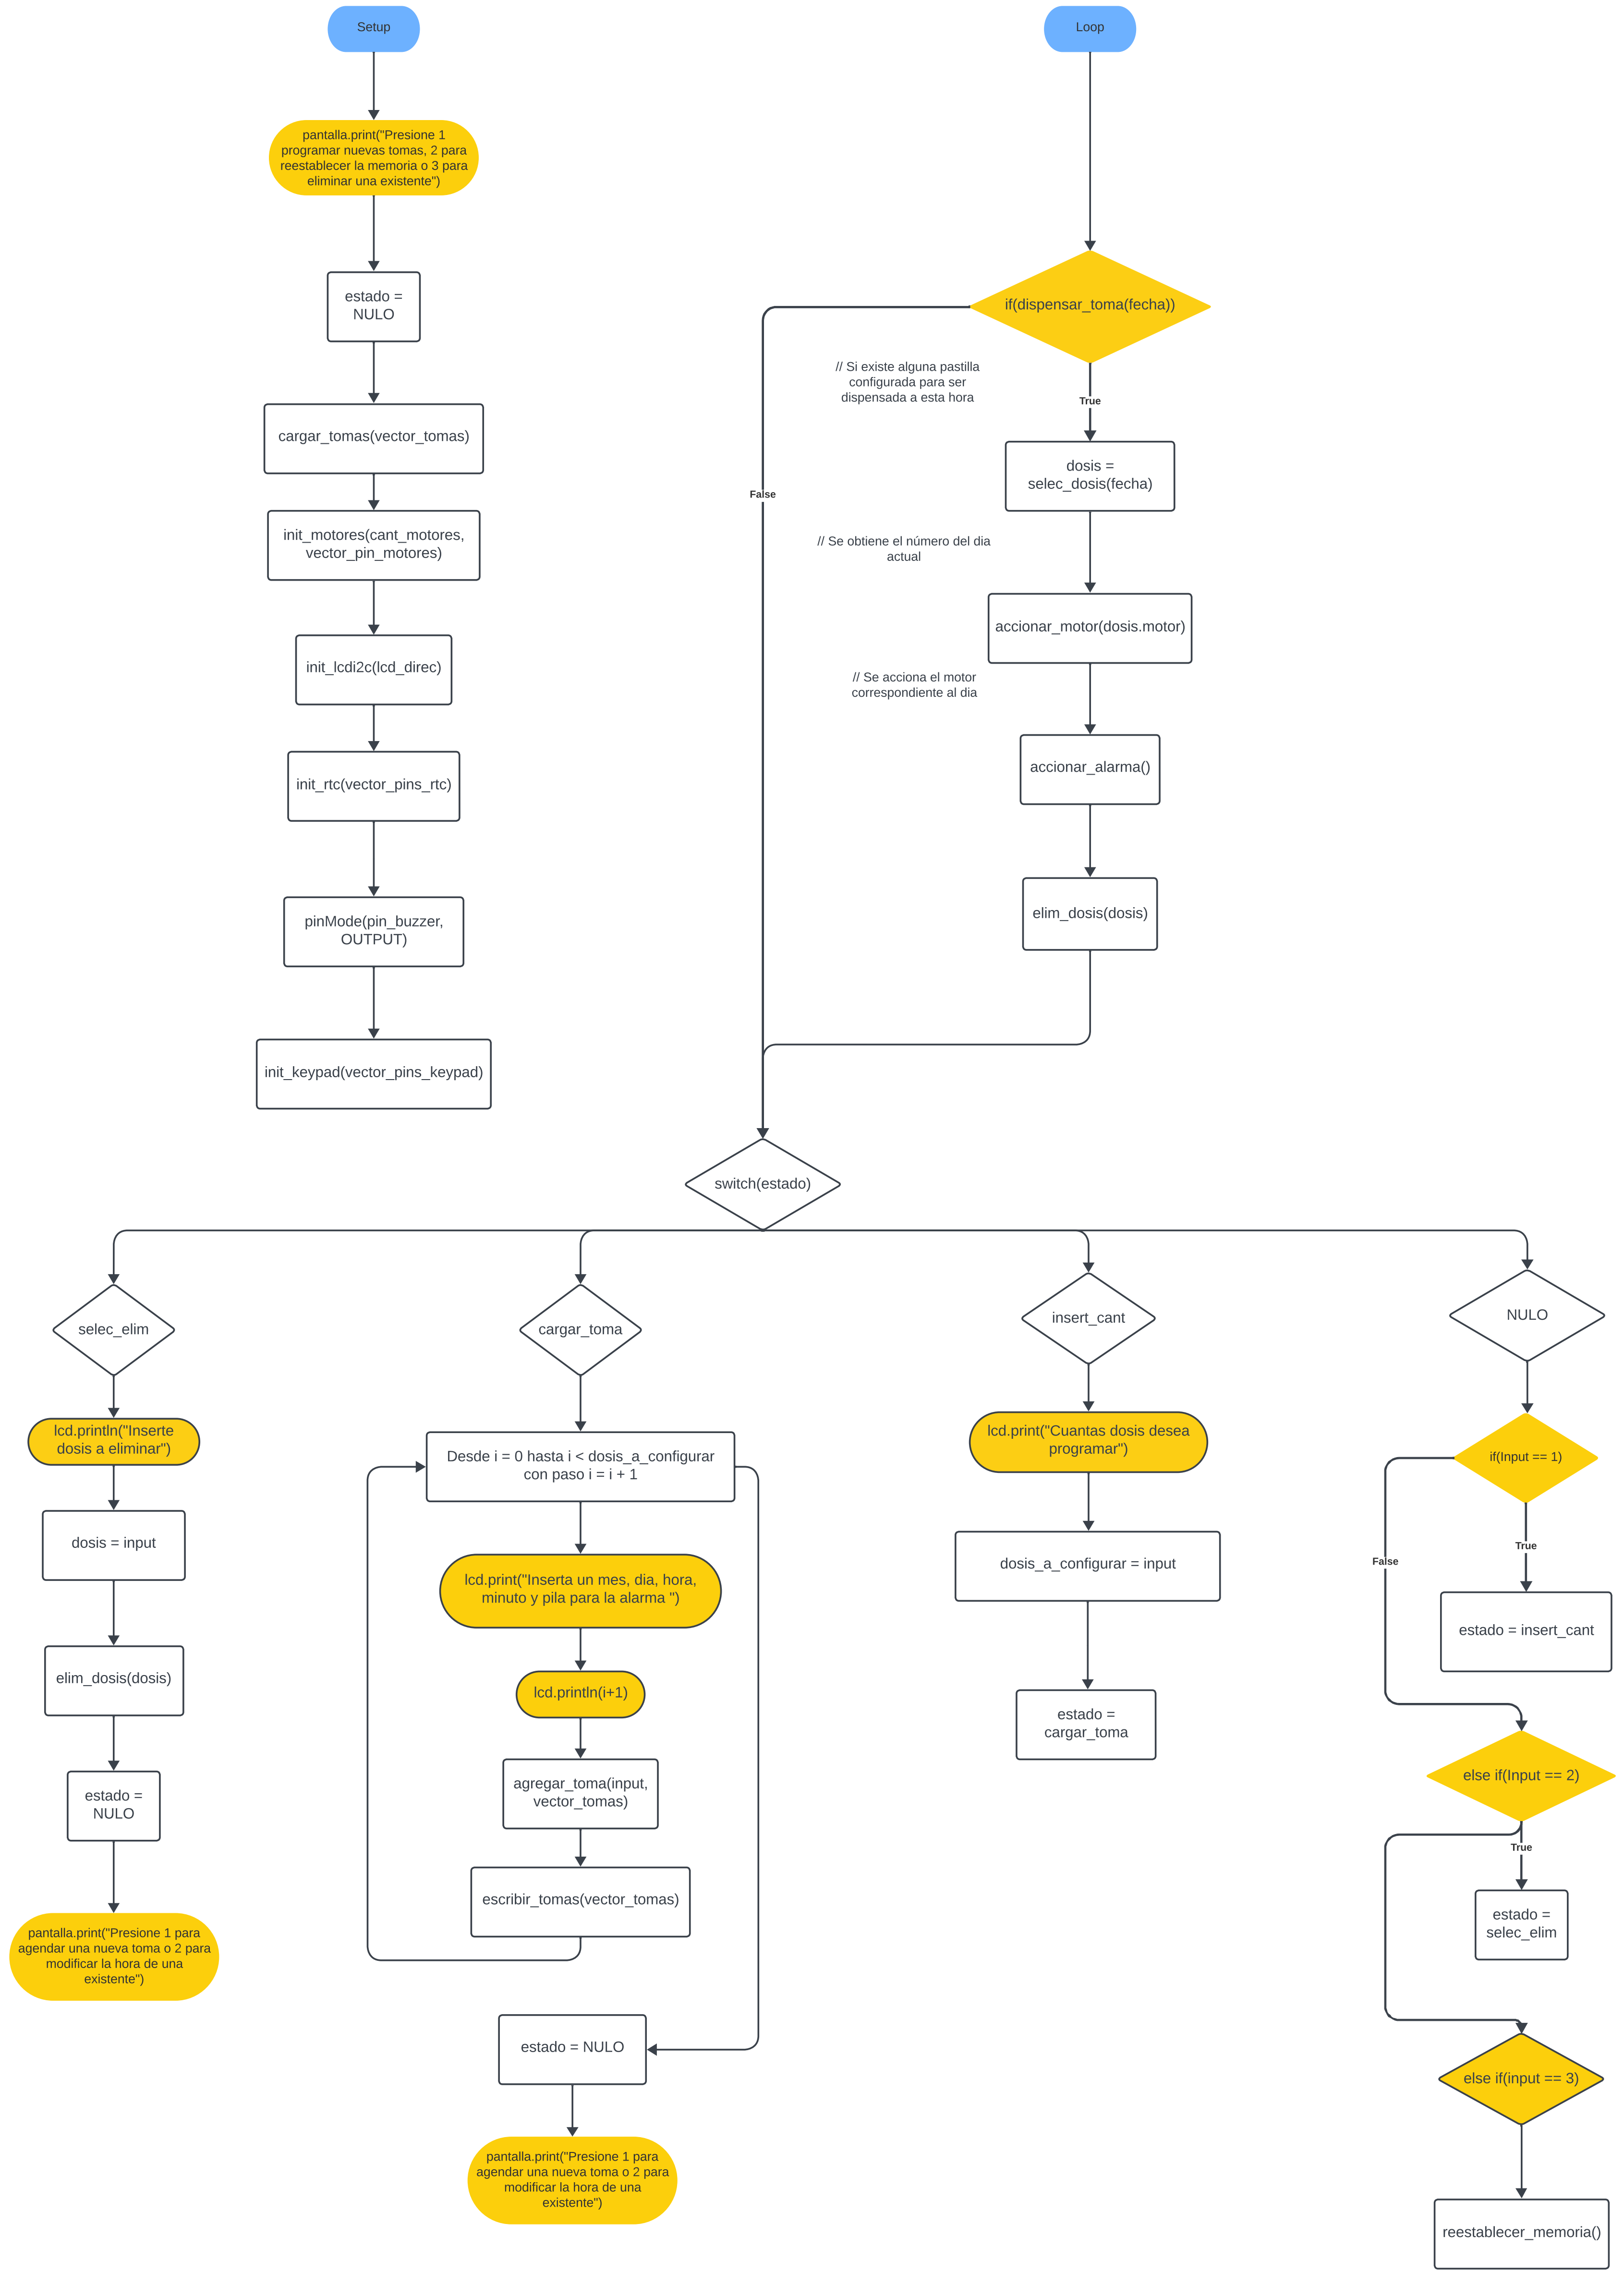 Setup
pantalla.print("Presione 1
programar nuevas tomas, 2 para
reestablecer la memoria o 3 para
eliminar una existente")
estado =
NULO
cargar_tomas(vector_tomas)
init_motores(cant_motores,
vector_pin_motores)
init_lcdi2c(lcd_direc)
init_rtc(vector_pins_rtc)
pinMode(pin_buzzer,
OUTPUT)
init_keypad(vector_pins_keypad)
Loop
if(dispensar_toma(fecha))
// Si existe alguna pastilla
configurada para ser
dispensada a esta hora
True
False
dosis =
selec_dosis(fecha)
// Se obtiene el número del dia
actual
accionar_motor(dosis.motor)
// Se acciona el motor
correspondiente al dia
accionar_alarma()
elim_dosis(dosis)
switch(estado)
selec_elim
lcd.println("Inserte
dosis a eliminar")
dosis = input
elim_dosis(dosis)
estado =
NULO
pantalla.print("Presione 1 para
agendar una nueva toma o 2 para
modificar la hora de una
existente")
cargar_toma
Desde i = 0 hasta i < dosis_a_configurar
con paso i = i + 1
lcd.print("Inserta un mes, dia, hora,
minuto y pila para la alarma ")
lcd.println(i+1)
agregar_toma(input,
vector_tomas)
escribir_tomas(vector_tomas)
estado = NULO
pantalla.print("Presione 1 para
agendar una nueva toma o 2 para
modificar la hora de una
existente")
insert_cant
lcd.print("Cuantas dosis desea
programar")
dosis_a_configurar = input
estado =
cargar_toma
NULO
if(Input == 1)
True
False
estado = insert_cant
else if(Input == 2)
True
estado =
selec_elim
else if(input == 3)
reestablecer_memoria()